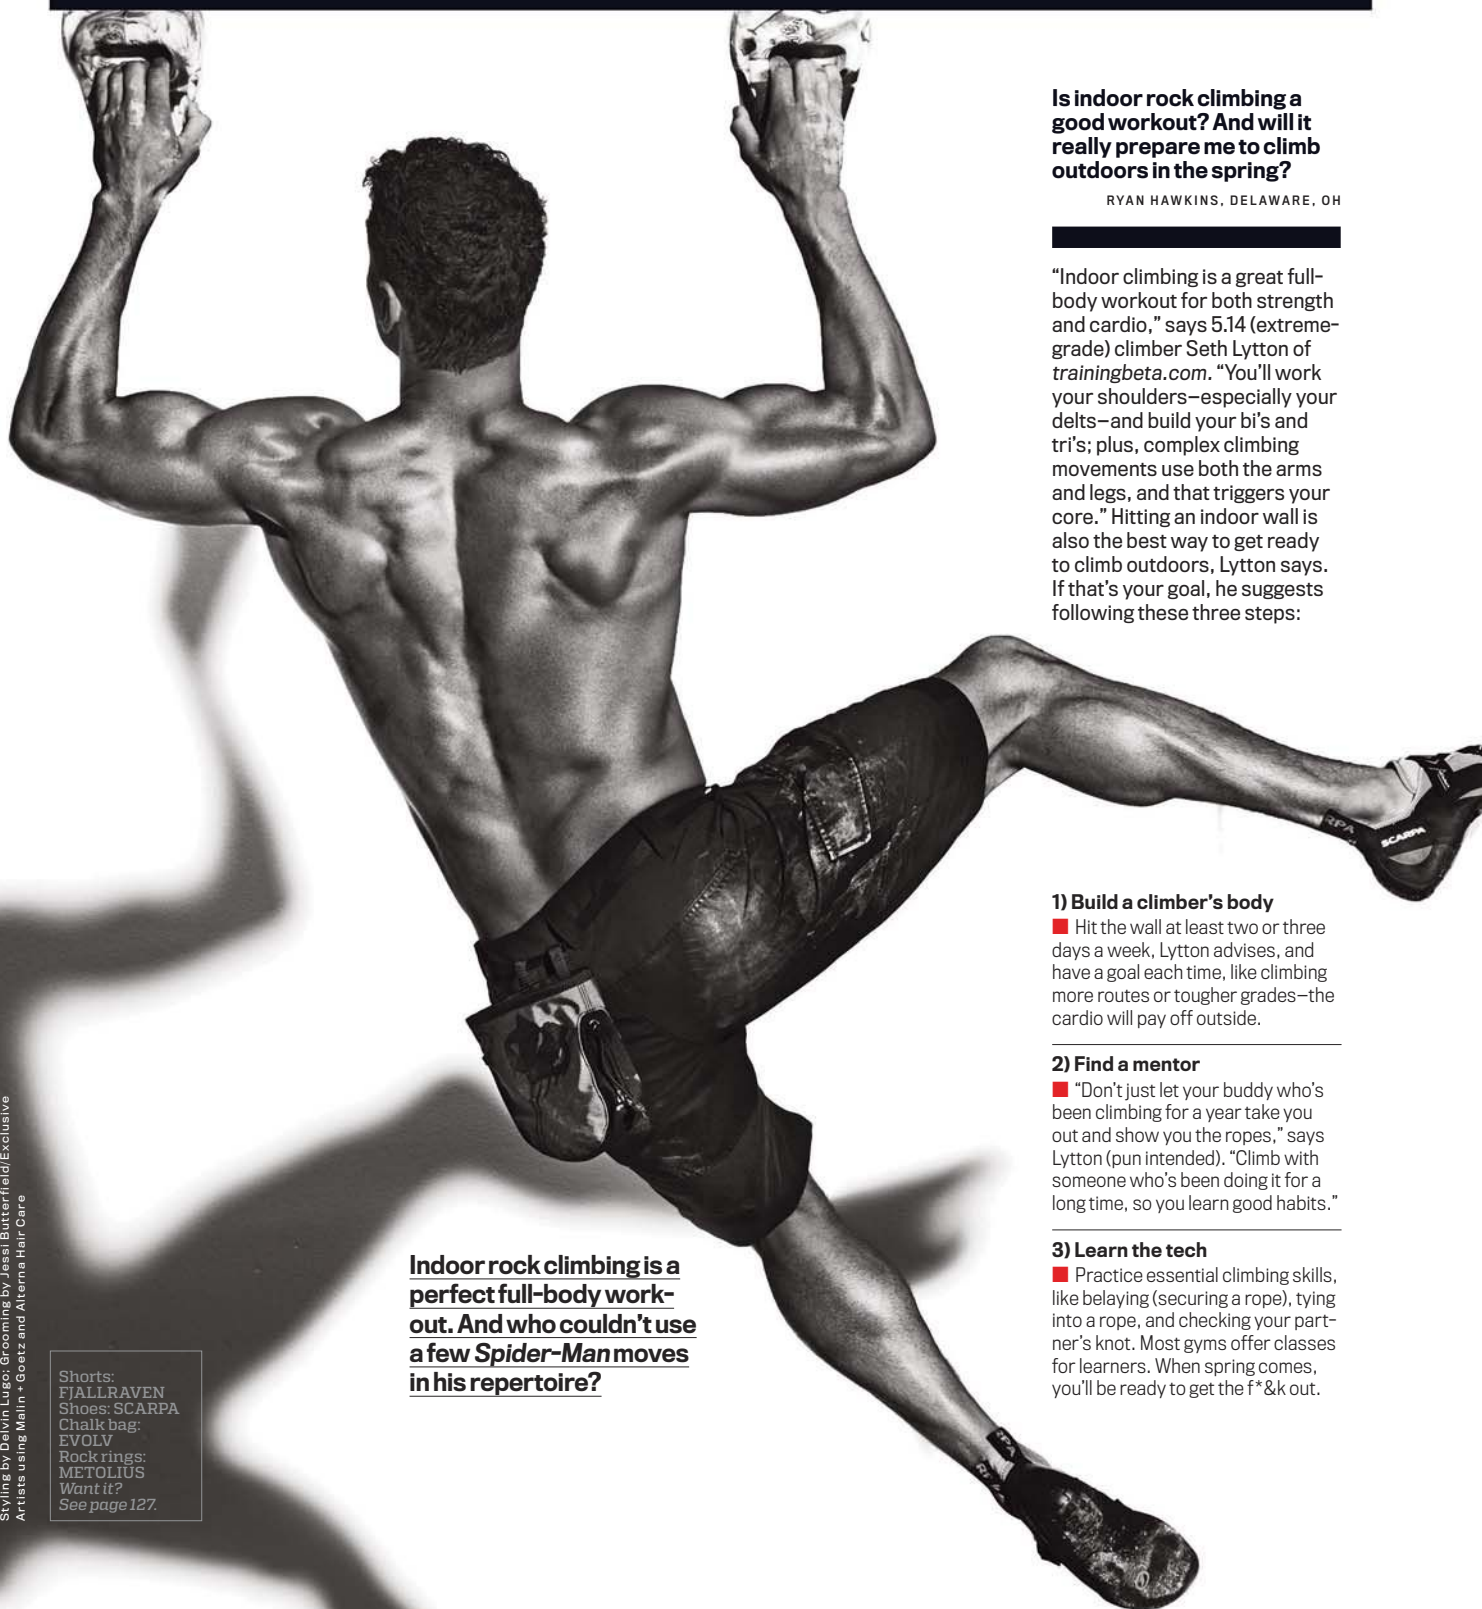 Is indoor rock climbing a
good workout? And will it
really prepare me to climb
outdoors in the spring?
RYAN HAWKINS, DELAWARE, OH
“Indoor climbing is a great full-
body workout for both strength
and cardio,” says 5.14 (extreme-
grade) climber Seth Lytton of
trainingbeta.com. “You’ll work
your shoulders—especially your
delts—and build your bi’s and
tri’s; plus, complex climbing
movements use both the arms
and legs, and that triggers your
core.” Hitting an indoor wall is
also the best way to get ready
to climb outdoors, Lytton says.
If that’s your goal, he suggests
following these three steps:
RPA
SCARPA
1) Build a climber’s body
Hit the wall at least two or three
days a week, Lytton advises, and
have a goal each time, like climbing
more routes or tougher grades—the
cardio will pay off outside.
2) Find a mentor
“Don’t just let your buddy who’s
been climbing for a year take you
out and show you the ropes,” says
Lytton (pun intended). “Climb with
someone who’s been doing it for a
long time, so you learn good habits.”
3) Learn the tech
Practice essential climbing skills,
like belaying (securing a rope), tying
into a rope, and checking your part-
ner’s knot. Most gyms offer classes
for learners. When spring comes,
you’ll be ready to get the f*&k out.
Indoor rock climbing is a
perfect full-body work-
out. And who couldn’t use
a few Spider-Man moves
in his repertoire?
RPA
Shorts:
FJALLRAVEN
Shoes: SCARPA
Chalk bag:
EVOLV
Rock rings:
METOLIUS
Want it?
See page 127.
Styling by Delvin Lugo; Grooming by Jessi Butterfield/Exclusive
Artists using Malin + Goetz and Alterna Hair Care